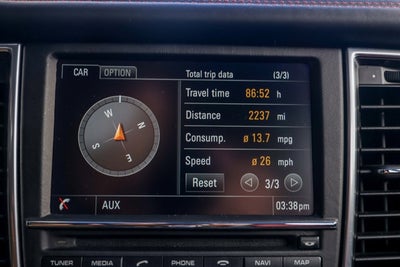 CAR OPTION Total trip data (3/3)
Travel time 86:52 h
Distance 2237 mi
Consump. ø 13.7 mpg
Speed ø 26 mph
Reset 3/3
W N
S E
AUX 03:38pm
TUNER MEDIA PHONE NAVI MAP